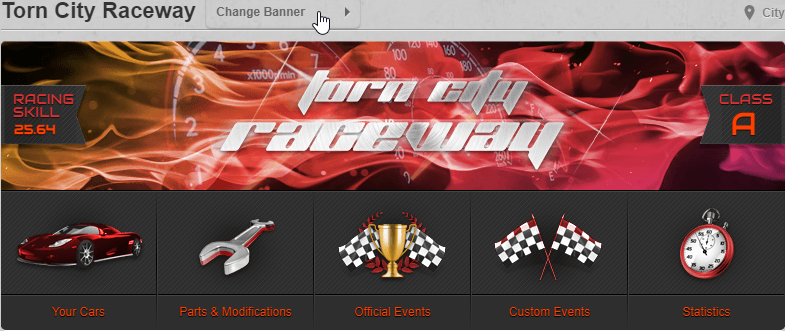 Torn City Raceway
Change Banner
City
x1000r/min
torn city
raceway
RACING
SKILL
25.64
CLASS
A
Your Cars
Parts & Modifications
Official Events
Custom Events
Statistics